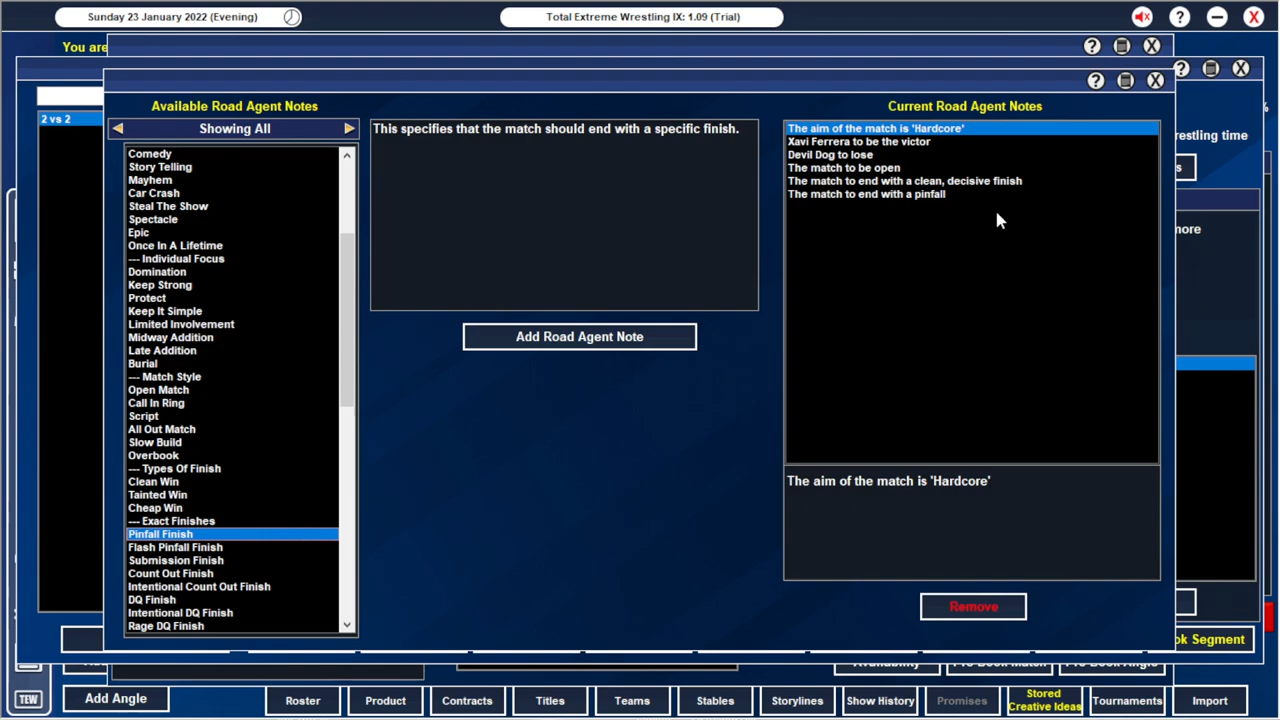 Sunday 23 January 2022 (Evening)
Total Extreme Wrestling IX: 1.09 (Trial)
You are
Available Road Agent Notes
Showing All
Comedy
Story Telling
Mayhem
Car Crash
Steal The Show
Spectacle
Epic
Once In A Lifetime
--- Individual Focus
Domination
Keep Strong
Protect
Keep It Simple
Limited Involvement
Midway Addition
Late Addition
Burial
--- Match Style
Open Match
Call In Ring
Script
All Out Match
Slow Build
Overbook
--- Types Of Finish
Clean Win
Tainted Win
Cheap Win
--- Exact Finishes
Pinfall Finish
Flash Pinfall Finish
Submission Finish
Count Out Finish
Intentional Count Out Finish
DQ Finish
Intentional DQ Finish
Rage DQ Finish
This specifies that the match should end with a specific finish.
Add Road Agent Note
Current Road Agent Notes
The aim of the match is 'Hardcore'
Xavi Ferrera to be the victor
Devil Dog to lose
The match to be open
The match to end with a clean, decisive finish
The match to end with a pinfall
The aim of the match is 'Hardcore'
Remove
2 vs 2
%
restling time
s
more
ok Segment
Availability
Pre Book Match
Pre Book Angle
TEW
Add Angle
Roster
Product
Contracts
Titles
Teams
Stables
Storylines
Show History
Promises
Stored
Creative Ideas
Tournaments
Import